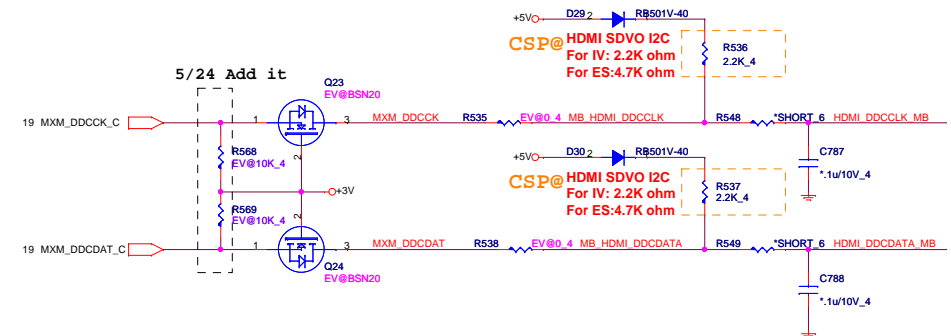 +5V
D29
2
RB501V-40
CSP@
HDMI SDVO I2C
For IV: 2.2K ohm
For ES:4.7K ohm
R536
2.2K_4
5/24 Add it
Q23
EV@BSN20
19 MXM_DDCCK_C
1
3
MXM_DDCCK
R535
EV@0_4
MB_HDMI_DDCCLK
R548
*SHORT_6
HDMI_DDCCLK_MB
2
R568
EV@10K_4
+5V
D30
2
RB501V-40
C787
*.1u/10V_4
CSP@
HDMI SDVO I2C
For IV: 2.2K ohm
For ES:4.7K ohm
R537
2.2K_4
+3V
R569
EV@10K_4
2
19 MXM_DDCDAT_C
1
3
MXM_DDCDAT
R538
EV@0_4
MB_HDMI_DDCDATA
R549
*SHORT_6
HDMI_DDCDATA_MB
Q24
EV@BSN20
C788
*.1u/10V_4